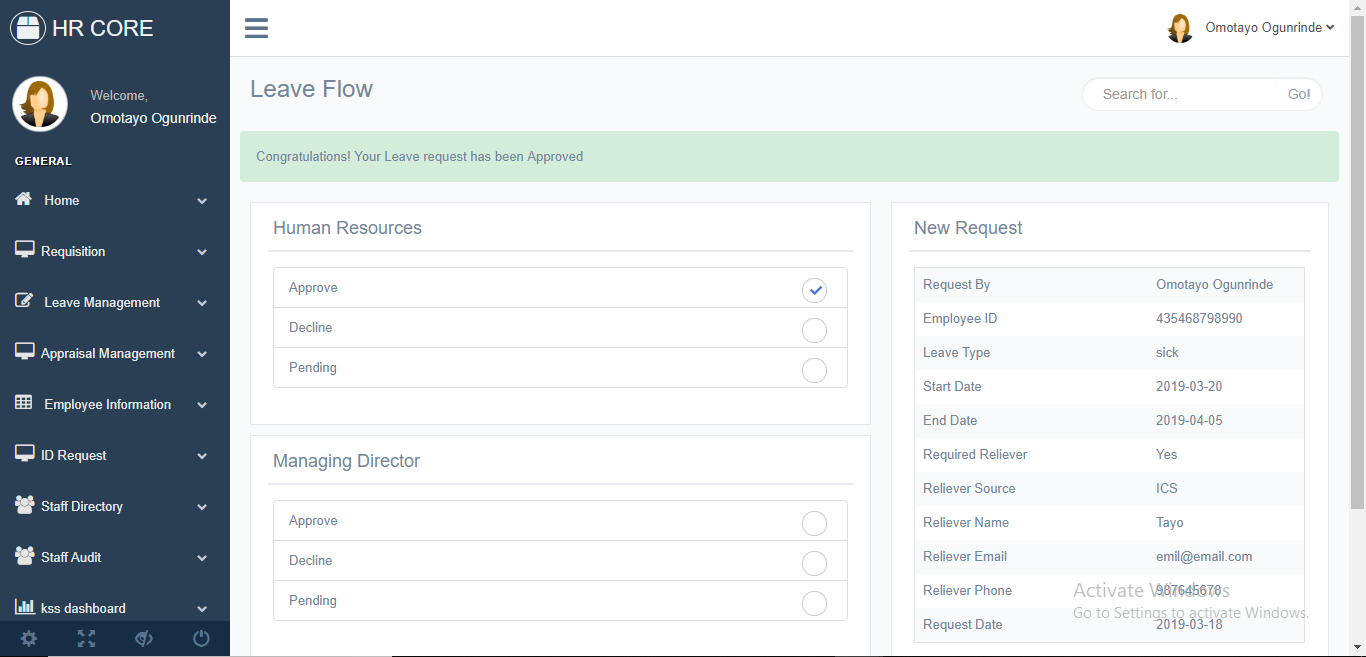 HR CORE
Omotayo Ogunrinde
Welcome,
Omotayo Ogunrinde
GENERAL
Home
Requisition
Leave Management
Appraisal Management
Employee Information
ID Request
Staff Directory
Staff Audit
kss dashboard
Leave Flow
Search for...
Go!
Congratulations! Your Leave request has been Approved
Human Resources
Approve
Decline
Pending
Managing Director
Approve
Decline
Pending
New Request
Request By Omotayo Ogunrinde
Employee ID 435468798990
Leave Type sick
Start Date 2019-03-20
End Date 2019-04-05
Required Reliever Yes
Reliever Source ICS
Reliever Name Tayo
Reliever Email emil@email.com
Reliever Phone 987645678
Request Date 2019-03-18
Activate Windows
Go to Settings to activate Windows.